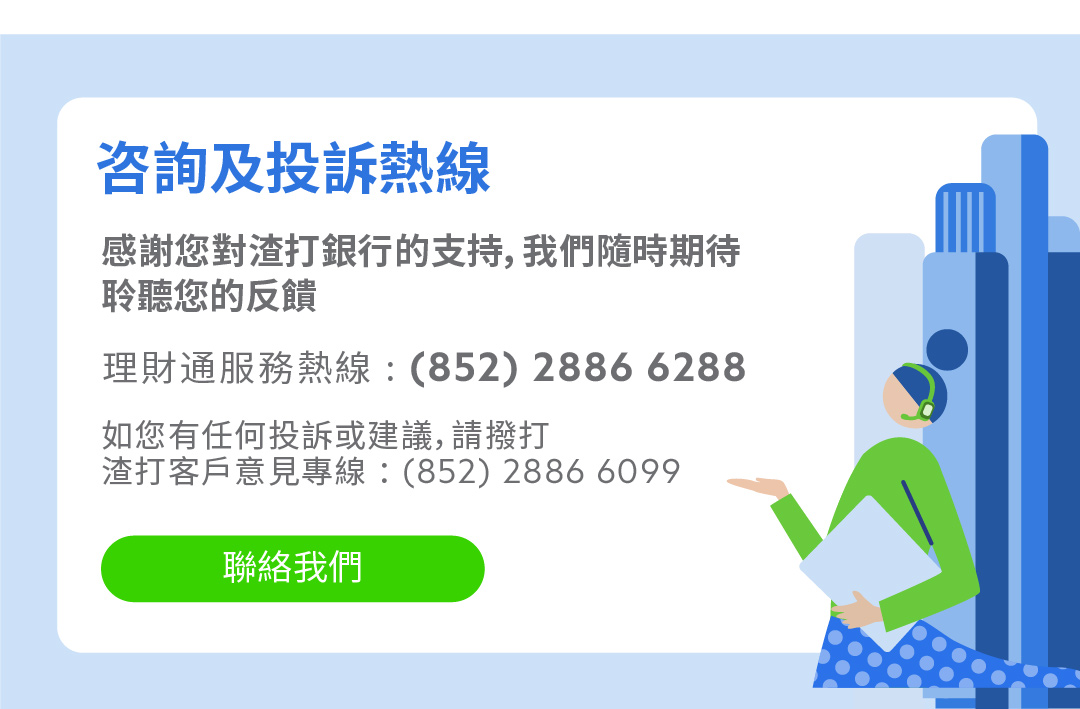 咨詢及投訴熱線
感謝您對渣打銀行的支持，我們隨時期待
聆聽您的反饋
理財通服務熱線：(852) 2886 6288
如您有任何投訴或建議，請撥打
渣打客戶意見專線：(852) 2886 6099
聯絡我們